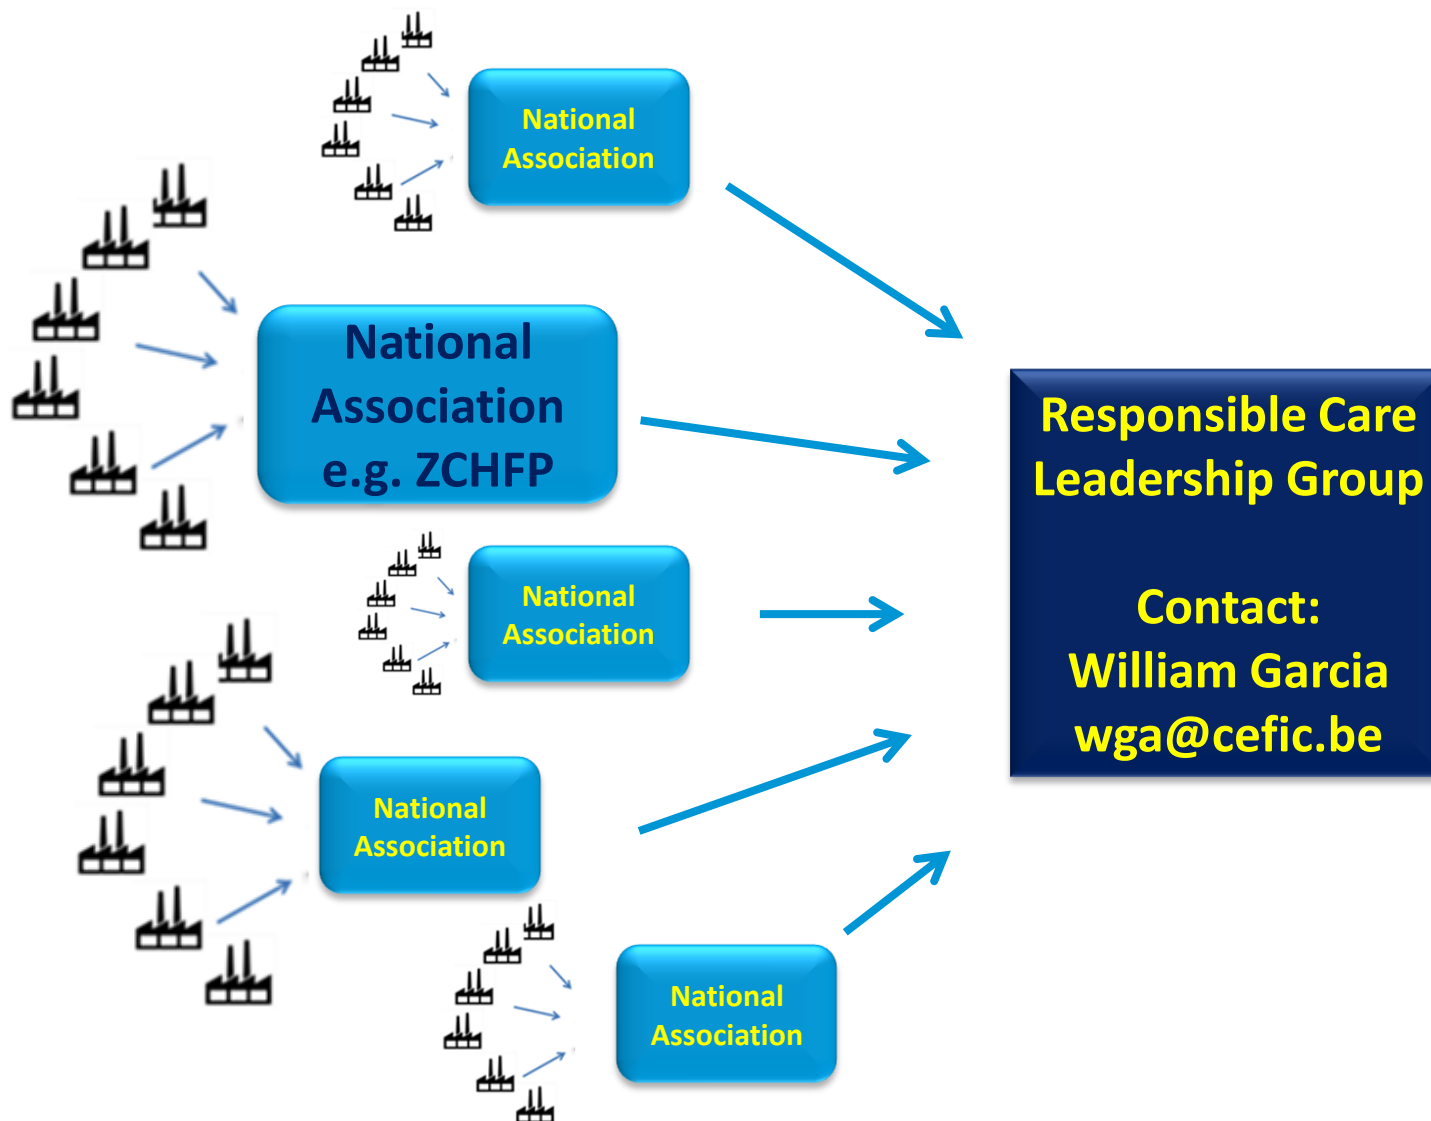 National
Association
National
Association
e.g. ZCHFP
National
Association
National
Association
National
Association
Responsible Care
Leadership Group
Contact:
William Garcia
wga@cefic.be